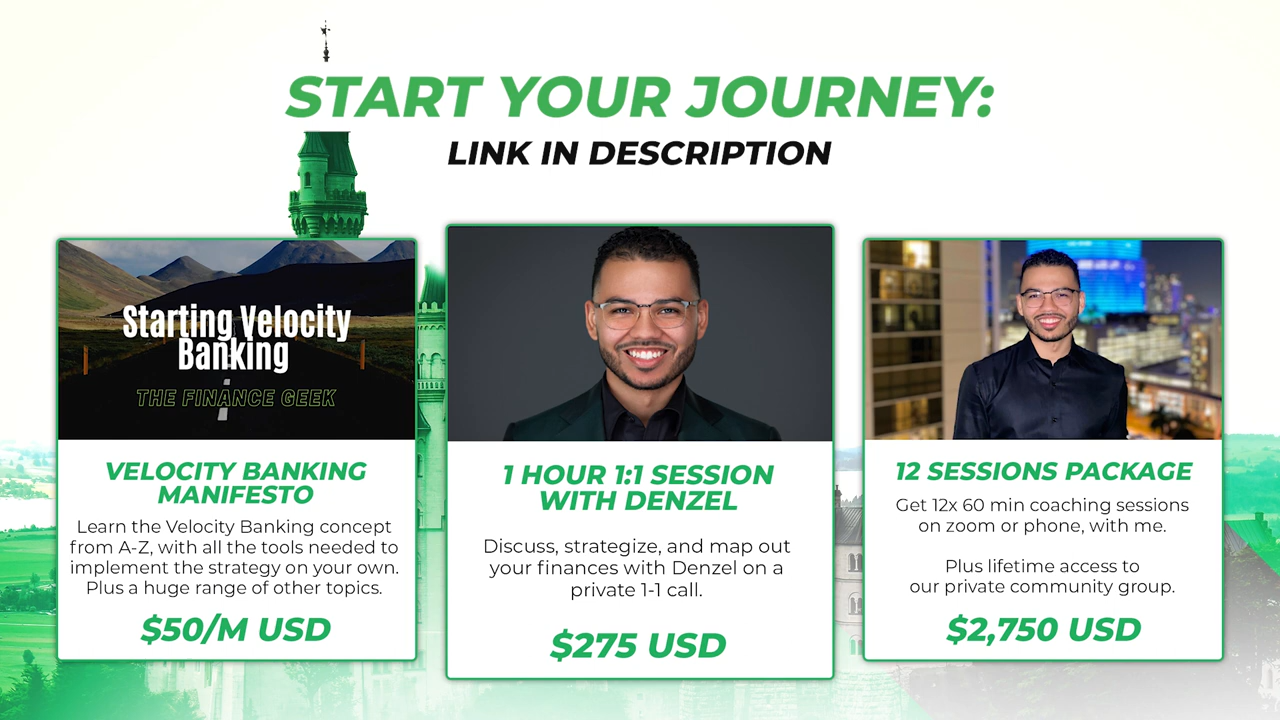 START YOUR JOURNEY:
LINK IN DESCRIPTION
Starting Velocity
Banking
THE FINANCE GEEK
VELOCITY BANKING
MANIFESTO
Learn the Velocity Banking concept
from A-Z, with all the tools needed to
implement the strategy on your own.
Plus a huge range of other topics.
$50/M USD
1 HOUR 1:1 SESSION
WITH DENZEL
Discuss, strategize, and map out
your finances with Denzel on a
private 1-1 call.
$275 USD
12 SESSIONS PACKAGE
Get 12x 60 min coaching sessions
on zoom or phone, with me.
Plus lifetime access to
our private community group.
$2,750 USD